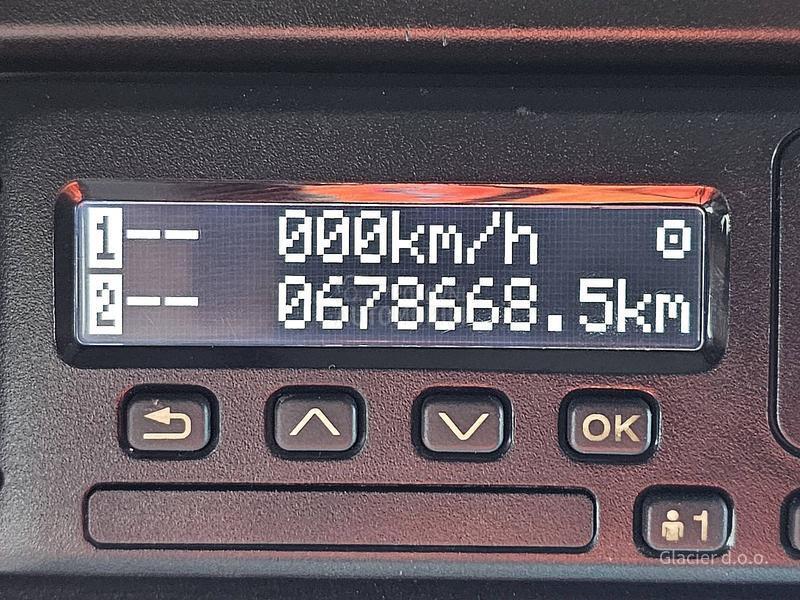 1-- 000km/h
2-- 0678668.5km
OK
1
Glacier d.o.o.